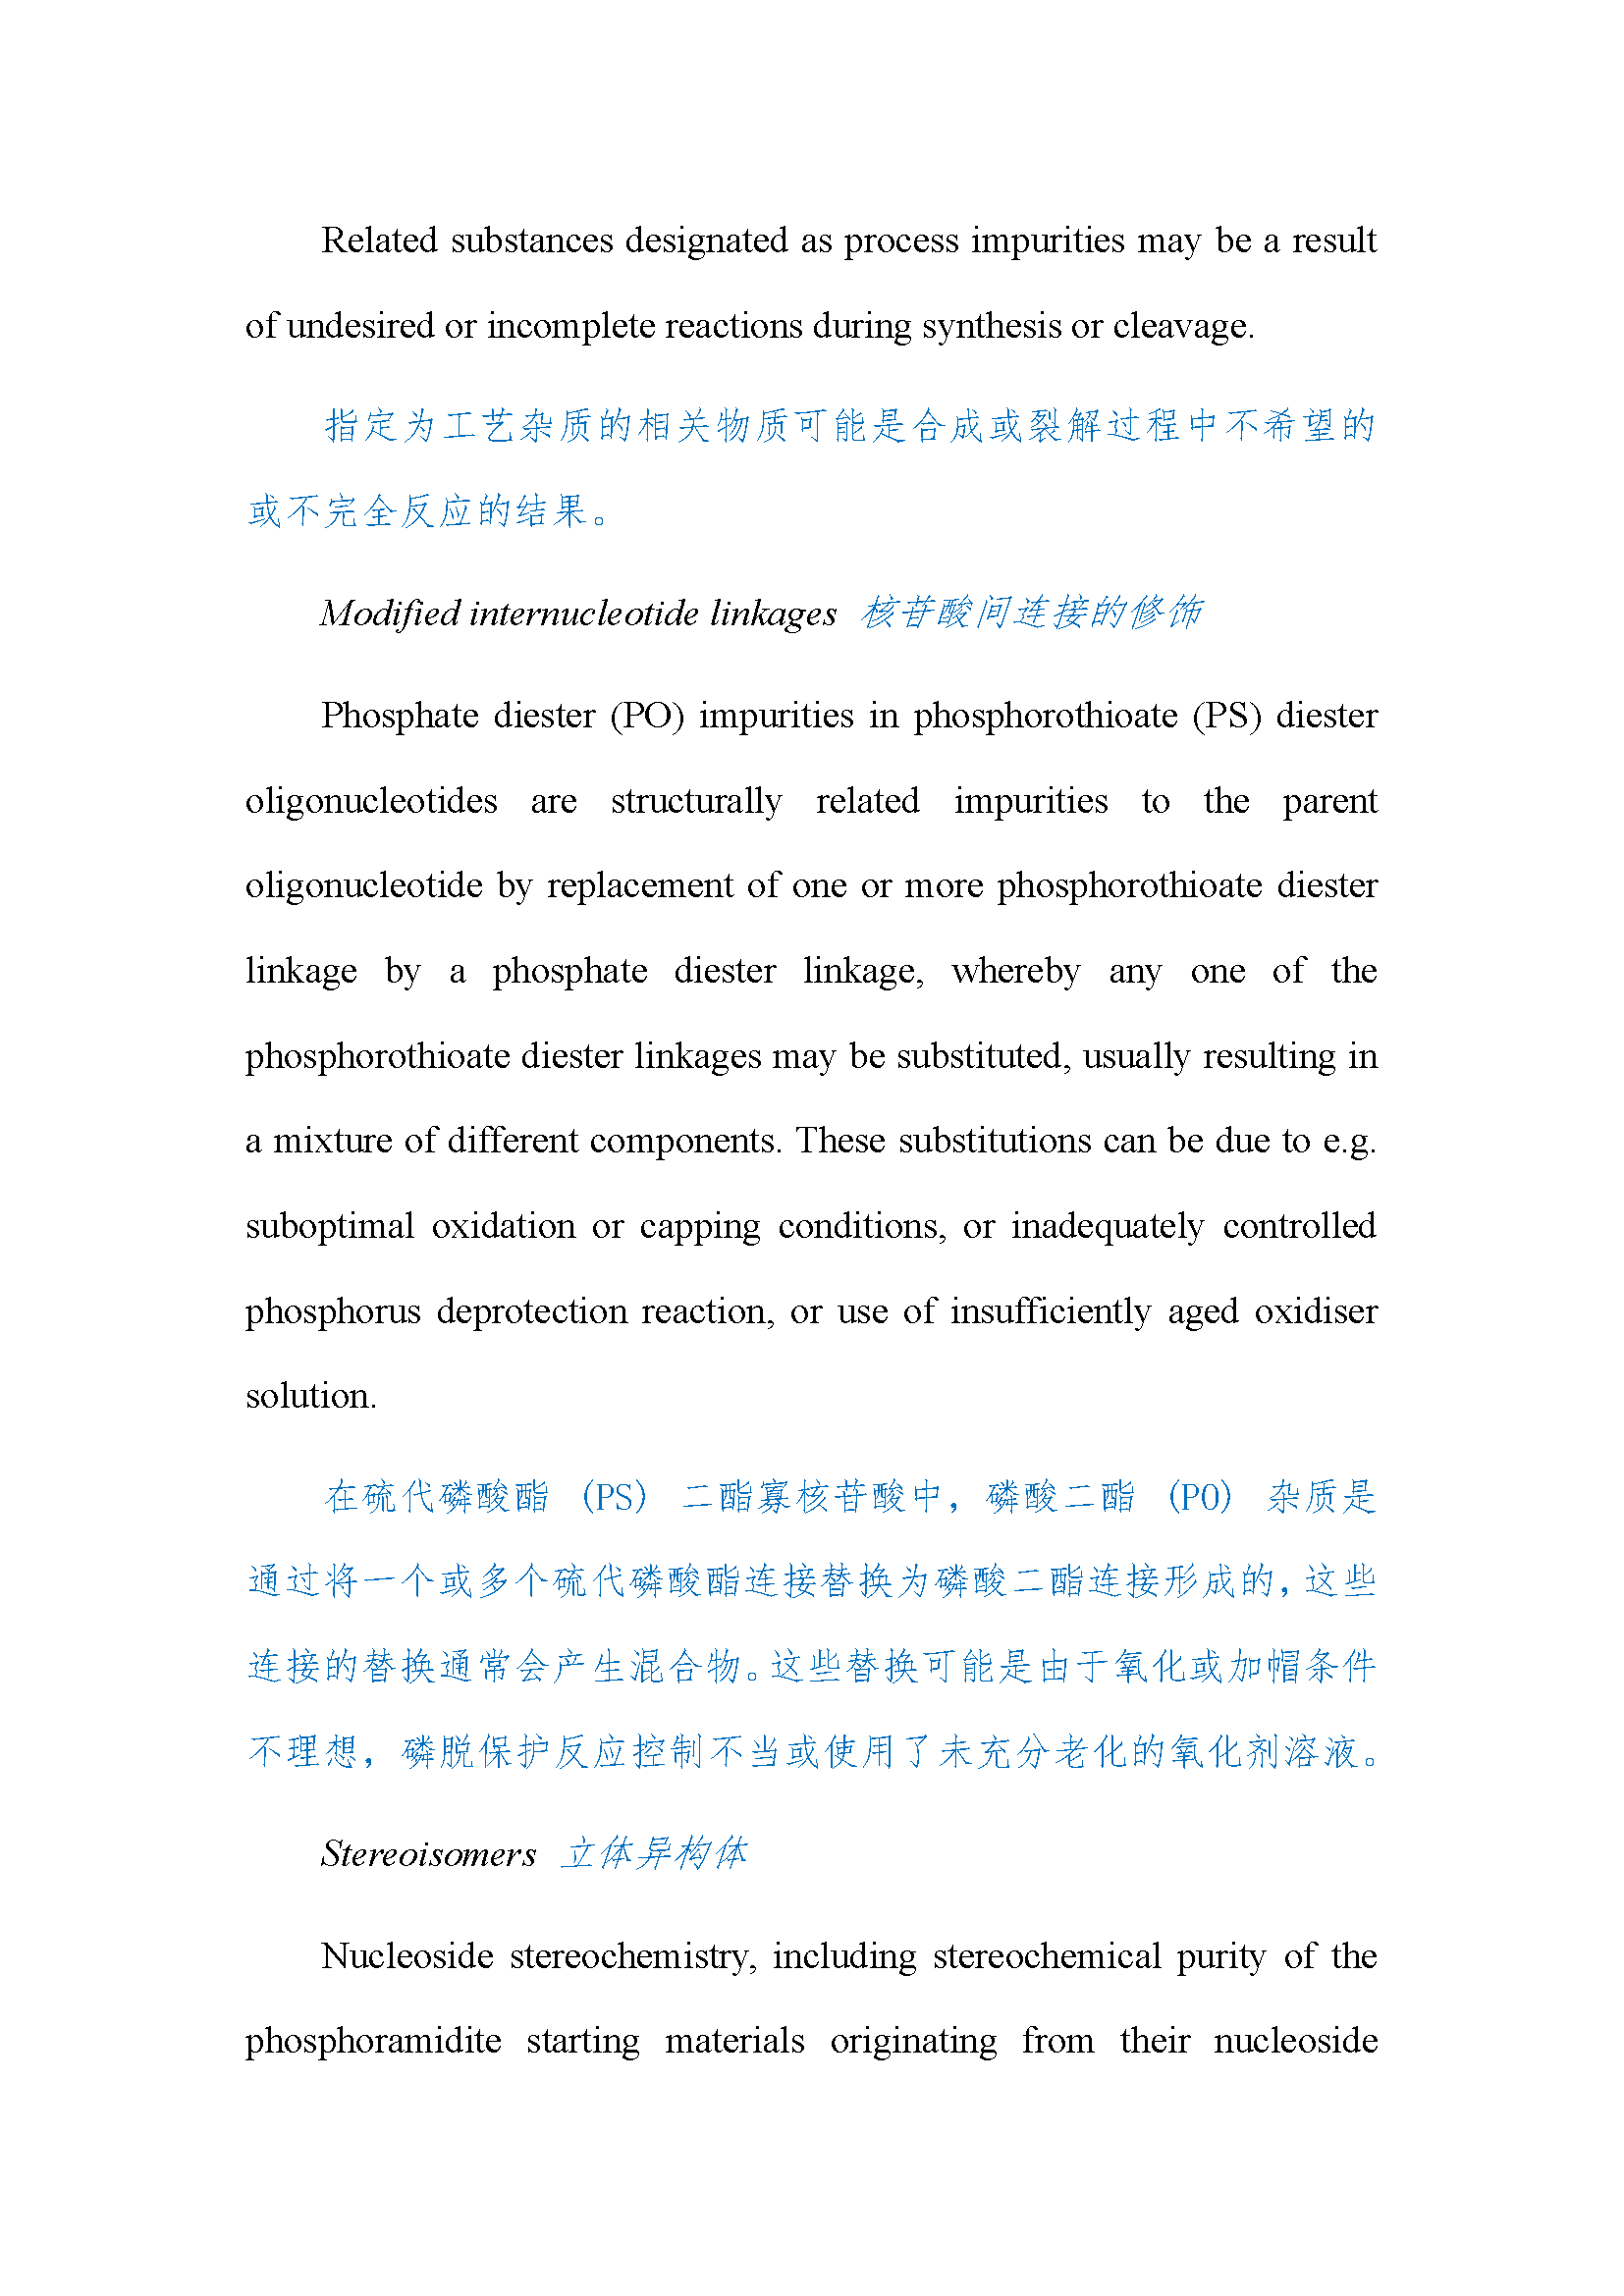 Related substances designated as process impurities may be a result
of undesired or incomplete reactions during synthesis or cleavage.
指定为工艺杂质的相关物质可能是合成或裂解过程中不希望的
或不完全反应的结果。
Modified internucleotide linkages 核苷酸间连接的修饰
Phosphate diester (PO) impurities in phosphorothioate (PS) diester
oligonucleotides are structurally related impurities to the parent
oligonucleotide by replacement of one or more phosphorothioate diester
linkage by a phosphate diester linkage, whereby any one of the
phosphorothioate diester linkages may be substituted, usually resulting in
a mixture of different components. These substitutions can be due to e.g.
suboptimal oxidation or capping conditions, or inadequately controlled
phosphorus deprotection reaction, or use of insufficiently aged oxidiser
solution.
在硫代磷酸酯 (PS) 二酯寡核苷酸中，磷酸二酯 (PO) 杂质是
通过将一个或多个硫代磷酸酯连接替换为磷酸二酯连接形成的，这些
连接的替换通常会产生混合物。这些替换可能是由于氧化或加帽条件
不理想，磷脱保护反应控制不当或使用了未充分老化的氧化剂溶液。
Stereoisomers 立体异构体
Nucleoside stereochemistry, including stereochemical purity of the
phosphoramidite starting materials originating from their nucleoside